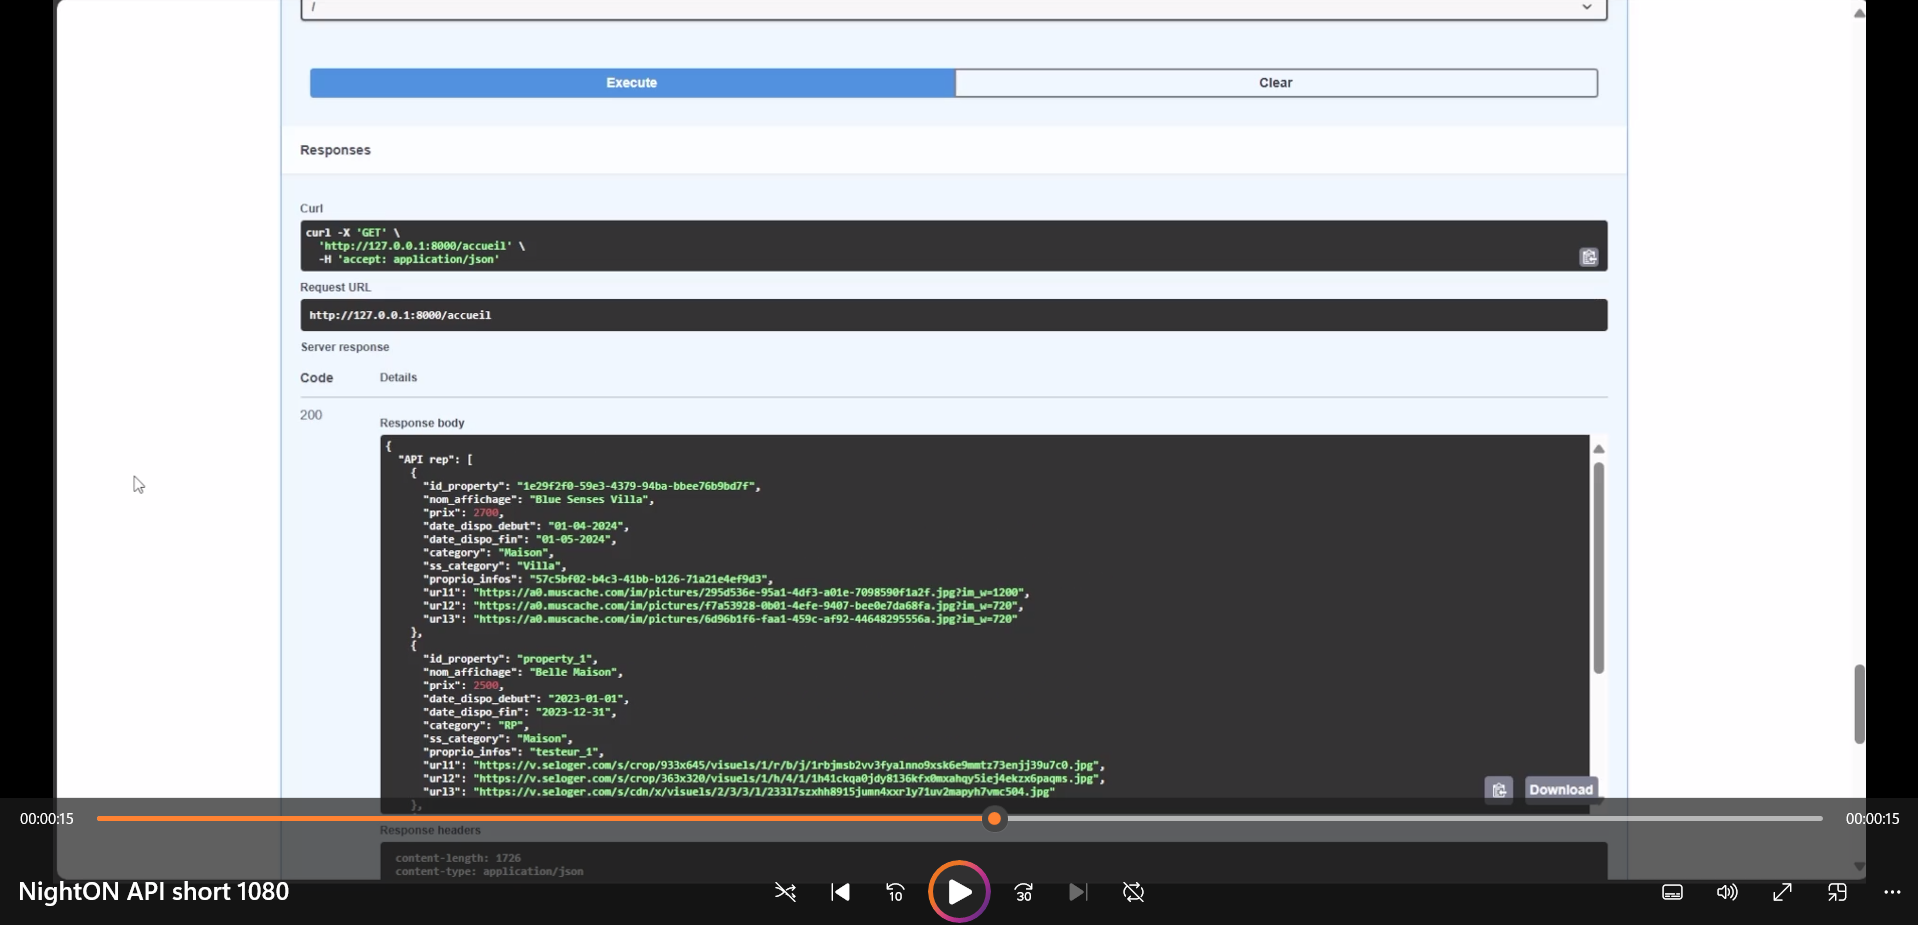 /
Execute
Clear
Responses
Curl
curl -X 'GET' \
'http://127.0.0.1:8000/accueil' \
-H 'accept: application/json'
Request URL
http://127.0.0.1:8000/accueil
Server response
Code
Details
200
Response body
{
"API rep": [
{
"id_property": "1e29f2f0-59e3-4379-94ba-bbee76b9bd7f",
"nom_affichage": "Blue Senses Villa",
"prix": 2700,
"date_dispo_debut": "01-04-2024",
"date_dispo_fin": "01-05-2024",
"category": "Maison",
"ss_category": "Villa",
"proprio_infos": "57c5bf02-b4c3-41bb-b126-71a21e4ef9d3",
"url1": "https://a0.muscache.com/im/pictures/295d536e-95a1-4df3-a01e-7098590f1a2f.jpg?im_w=1200",
"url2": "https://a0.muscache.com/im/pictures/f7a53928-0b01-4efe-9407-bee0e7da68fa.jpg?im_w=720",
"url3": "https://a0.muscache.com/im/pictures/6d96b1f6-faa1-459c-af92-44648295556a.jpg?im_w=720"
},
{
"id_property": "property_1",
"nom_affichage": "Belle Maison",
"prix": 2500,
"date_dispo_debut": "2023-01-01",
"date_dispo_fin": "2023-12-31",
"category": "RP",
"ss_category": "Maison",
"proprio_infos": "testeur_1",
"url1": "https://v.seloger.com/s/crop/933x645/visuels/1/r/b/j/1rbjmsb2vv3fyalnno9xsk6e9mmtz73enjj39u7c0.jpg",
"url2": "https://v.seloger.com/s/crop/363x320/visuels/1/h/4/1/1h41ckqa0jdy8136kfx0mxahqy5iej4ekzx6paqms.jpg",
"url3": "https://v.seloger.com/s/cdn/x/visuels/2/3/3/1/23317szxhh8915jumn4xxrly71uv2mapyh7vmc504.jpg"
},
Download
00:00:15
00:00:15
Response headers
content-length: 1726
content-type: application/json
NightON API short 1080
10
30